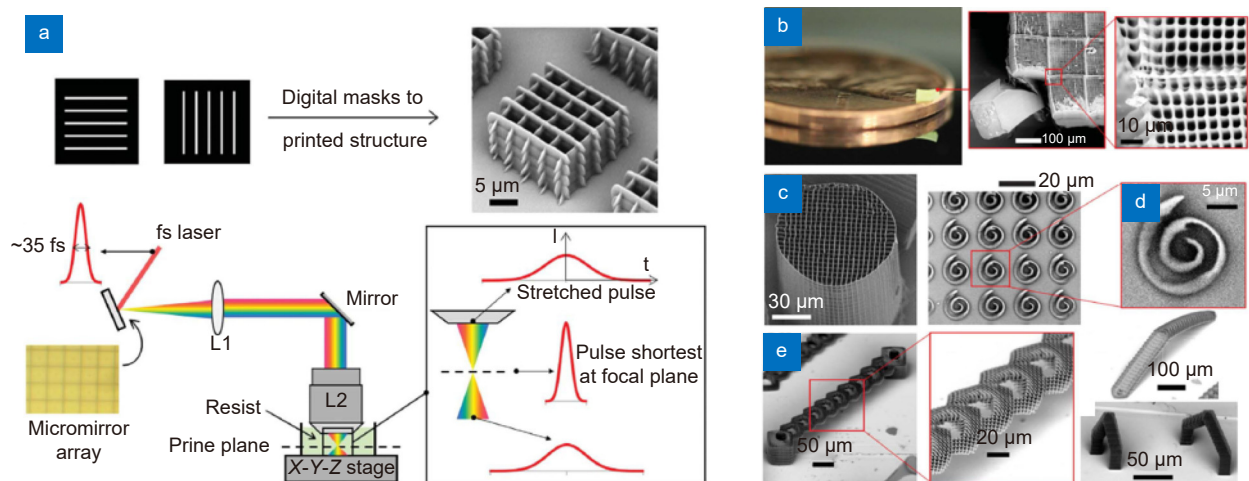 a
Digital masks to
printed structure
5 µm
~35 fs
fs laser
Mirror
L1
L2
Micromirror
array
Resist
Prine plane
X-Y-Z stage
I
t
Stretched pulse
Pulse shortest
at focal plane
b
100 µm
10 µm
c
30 µm
20 µm
d
5 µm
e
50 µm
20 µm
100 µm
50 µm